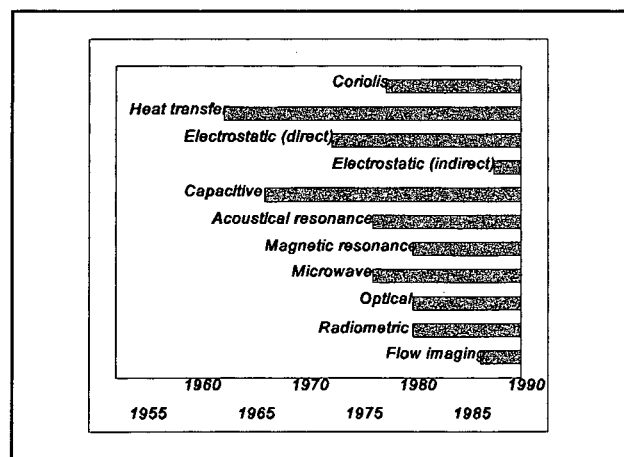 Coriolis
Heat transfer
Electrostatic (direct)
Electrostatic (indirect)
Capacitive
Acoustical resonance
Magnetic resonance
Microwave
Optical
Radiometric
Flow imaging
1960 1970 1980 1990
1955 1965 1975 1985